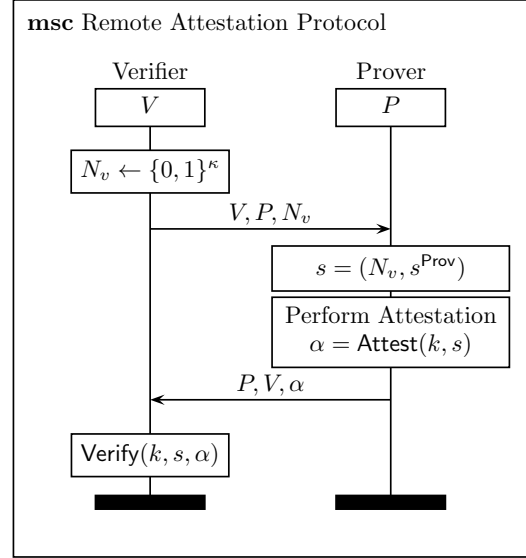 msc Remote Attestation Protocol
Verifier
Prover
V
P
N_v ← {0, 1}^κ
V, P, N_v
s = (N_v, s^Prov)
Perform Attestation
α = Attest(k, s)
P, V, α
Verify(k, s, α)